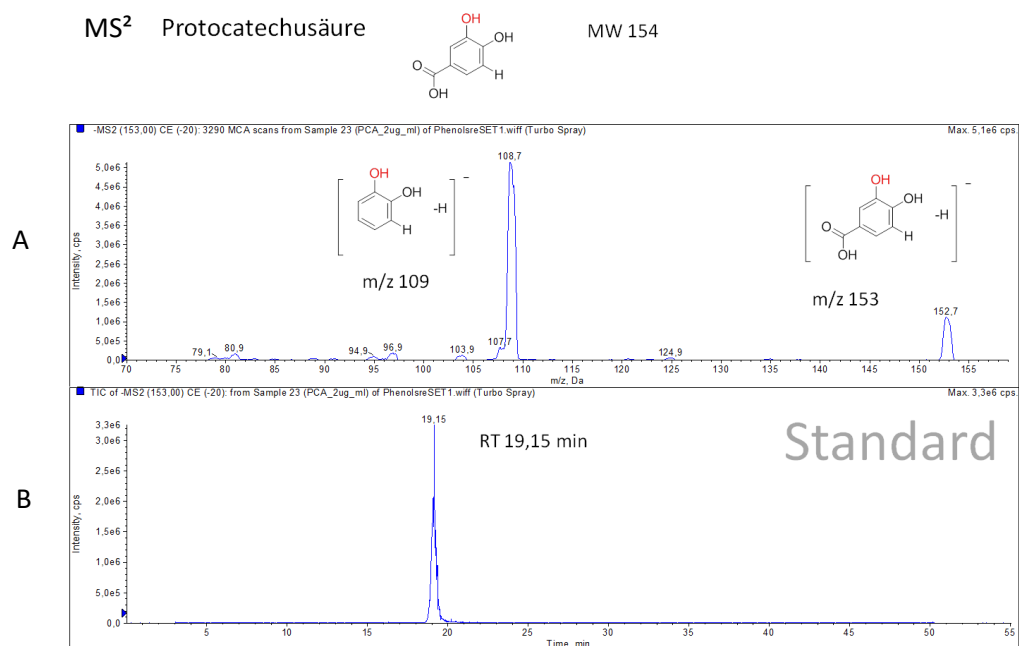 MS² Protocatechusäure MW 154
OH
OH
O
OH
H
A
-MS2 (153,00) CE (-20): 3290 MCA scans from Sample 23 (PCA_2ug_ml) of PhenolsreSET1.wiff (Turbo Spray) Max. 5,1e6 cps.
Intensity, cps
5,0e6
4,5e6
4,0e6
3,5e6
3,0e6
2,5e6
2,0e6
1,5e6
1,0e6
5,0e5
0,0
108,7
OH
OH
H
-H
−
m/z 109
OH
OH
O
OH
H
-H
−
m/z 153
79,1 80,9 94,9 96,9 103,9 107,7 124,9 152,7
70 75 80 85 90 95 100 105 110 115 120 125 130 135 140 145 150 155
m/z, Da
B
TIC of -MS2 (153,00) CE (-20): from Sample 23 (PCA_2ug_ml) of PhenolsreSET1.wiff (Turbo Spray) Max. 3,3e6 cps.
Intensity, cps
3,3e6
2,5e6
2,0e6
1,5e6
1,0e6
5,0e5
0,0
19,15
RT 19,15 min
Standard
5 10 15 20 25 30 35 40 45 50 55
Time, min